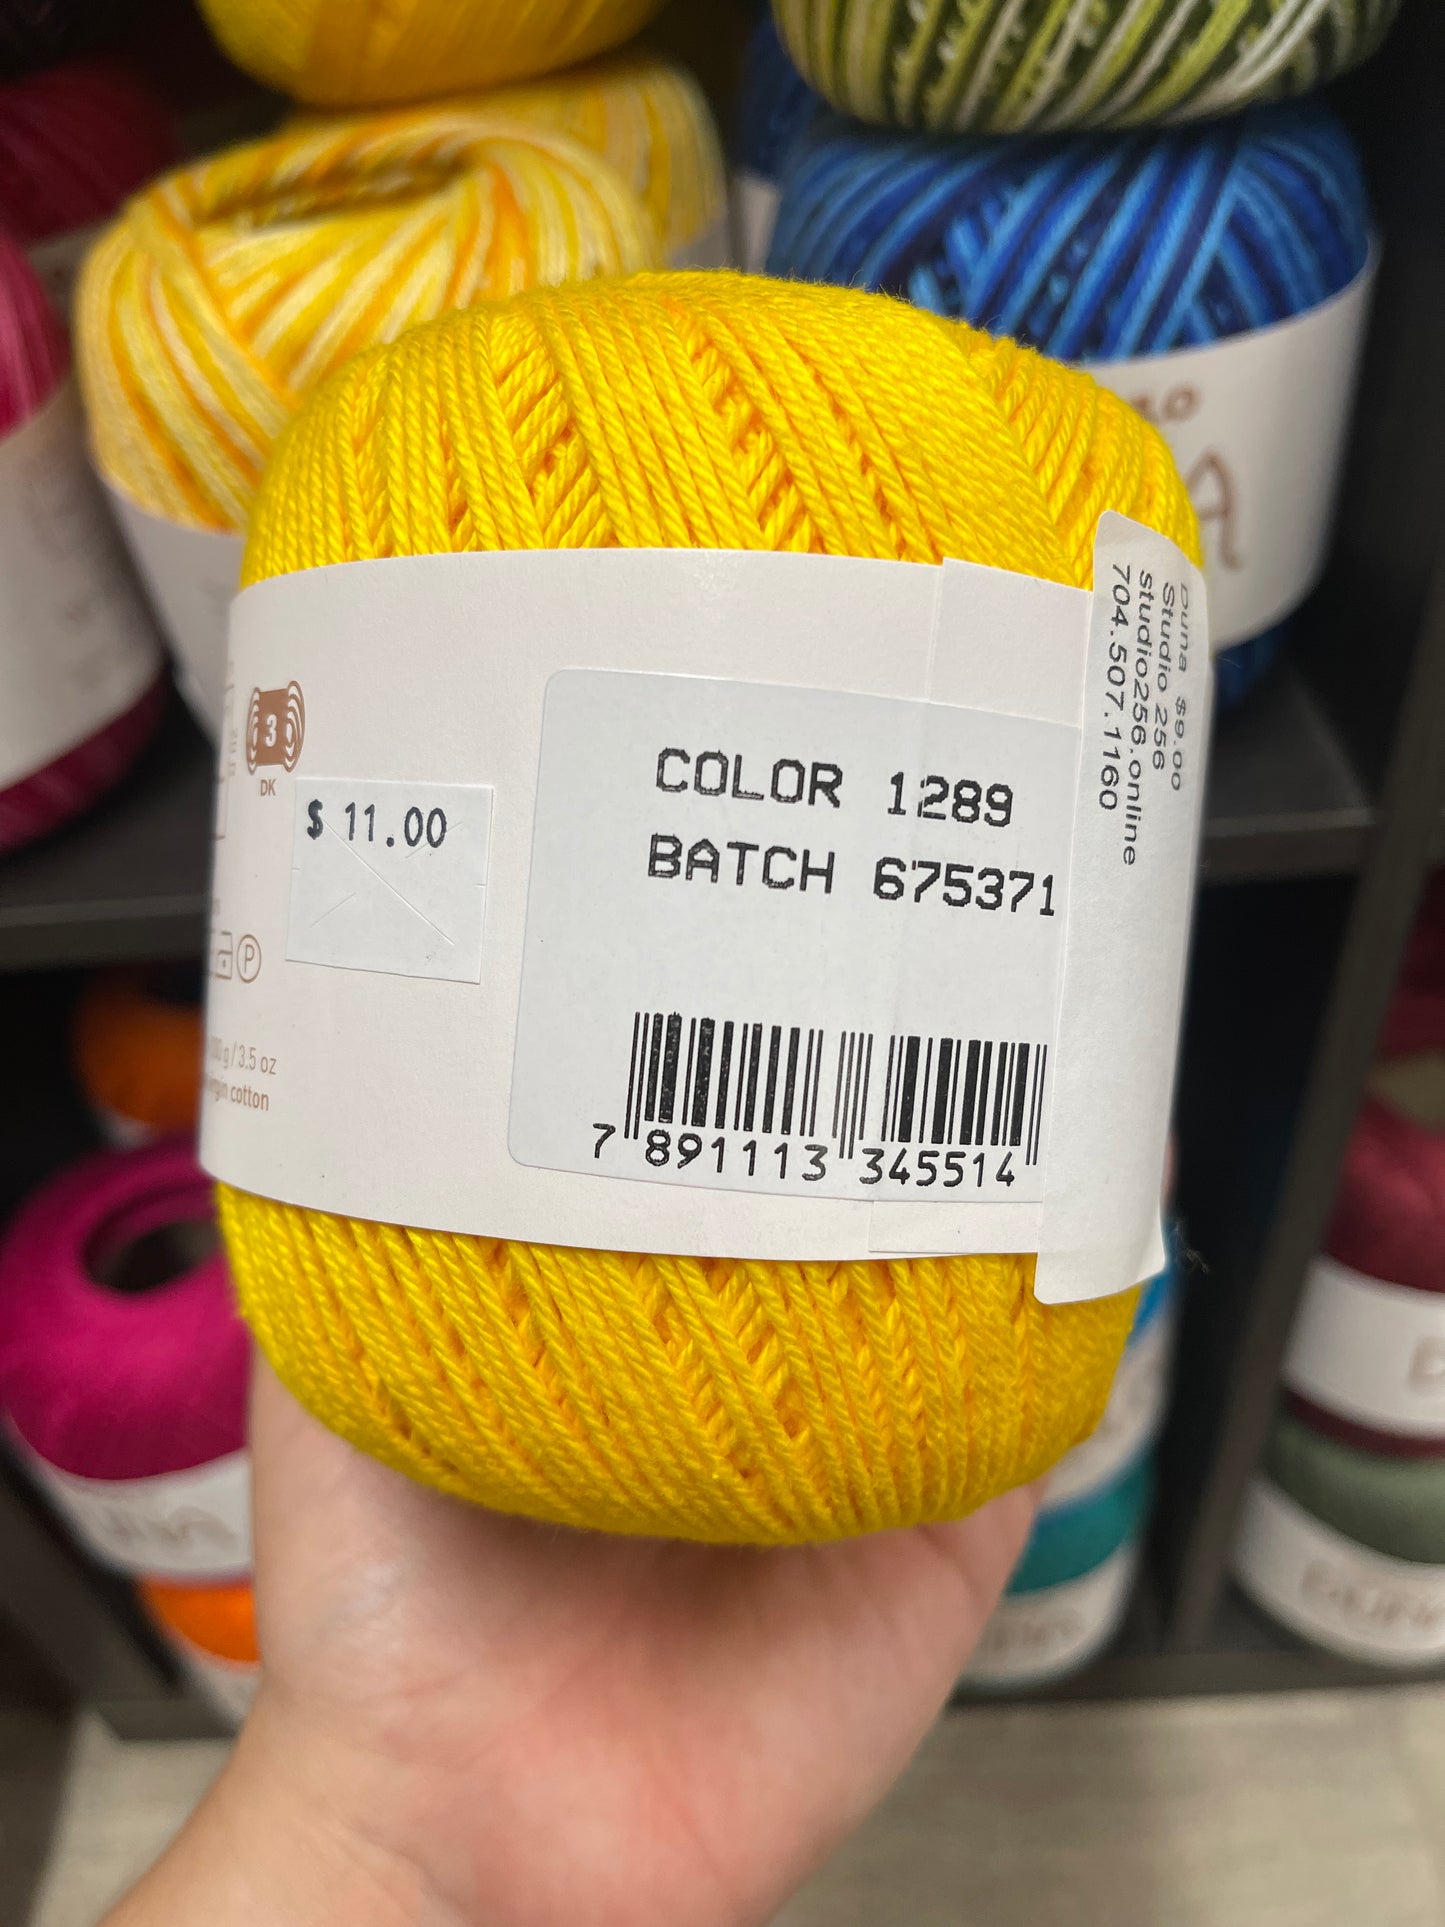 3
DK
$ 11.00
P
g / 3.5 oz
cotton
COLOR 1289
BATCH 675371
7 891113 345514
Duna $9.00
Studio 256
studio256.online
704.507.1160